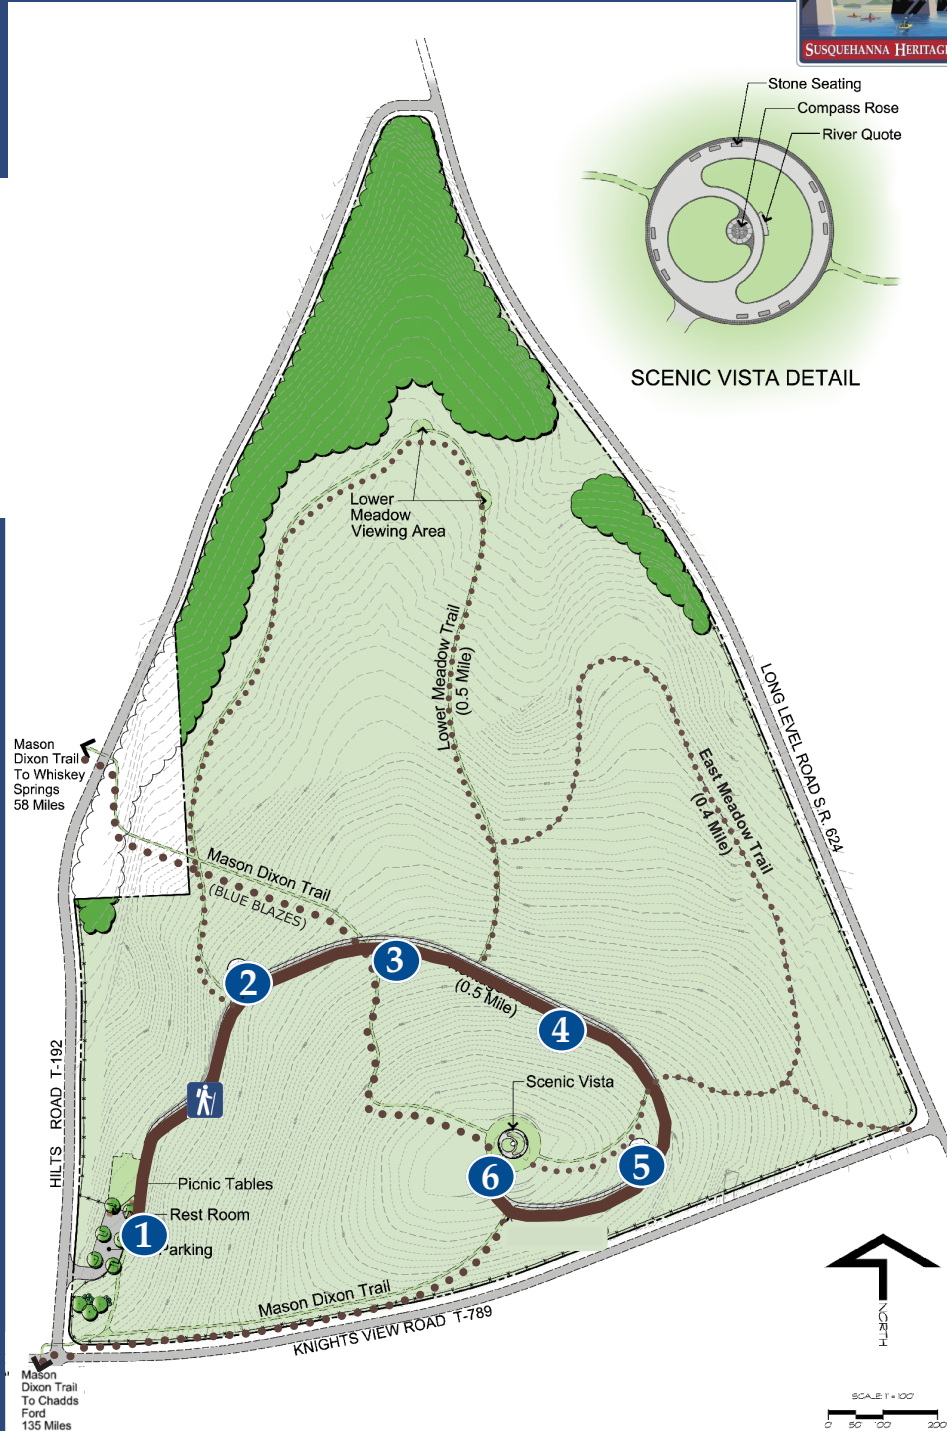 SUSQUEHANNA HERITAGE
Stone Seating
Compass Rose
River Quote
SCENIC VISTA DETAIL
Lower
Meadow
Viewing Area
Lower Meadow Trail
(0.5 Mile)
LONG LEVEL ROAD S.R. 624
East Meadow Trail
(0.4 Mile)
Mason
Dixon Trail
To Whiskey
Springs
58 Miles
Mason Dixon Trail
(BLUE BLAZES)
2
3
(0.5 Mile)
4
HILTS ROAD T-192
Scenic Vista
5
6
Picnic Tables
Rest Room
1
arking
Mason Dixon Trail
KNIGHTS VIEW ROAD T-789
NORTH
Mason
Dixon Trail
To Chadds
Ford
135 Miles
SCALE: 1" = 100'
0 50 100 200